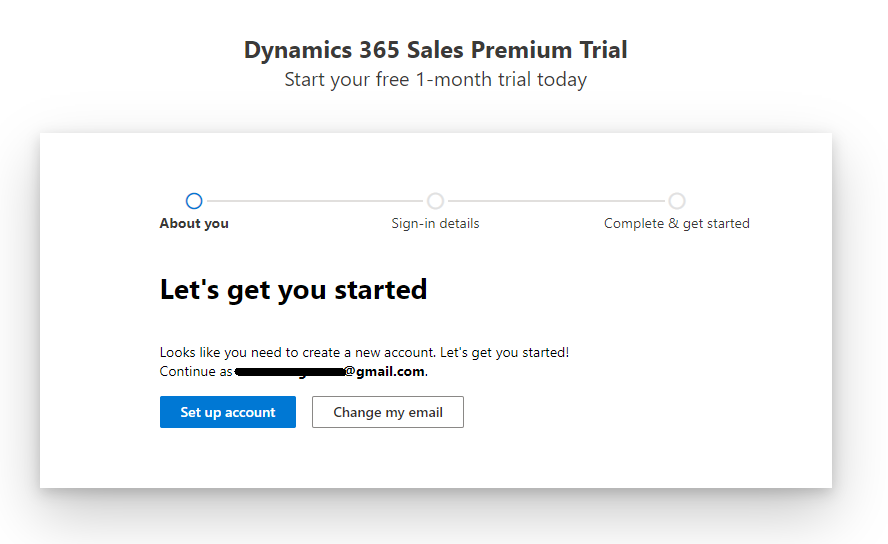 Dynamics 365 Sales Premium Trial
Start your free 1-month trial today
About you
Sign-in details
Complete & get started
Let's get you started
Looks like you need to create a new account. Let's get you started!
Continue as @gmail.com.
Set up account
Change my email